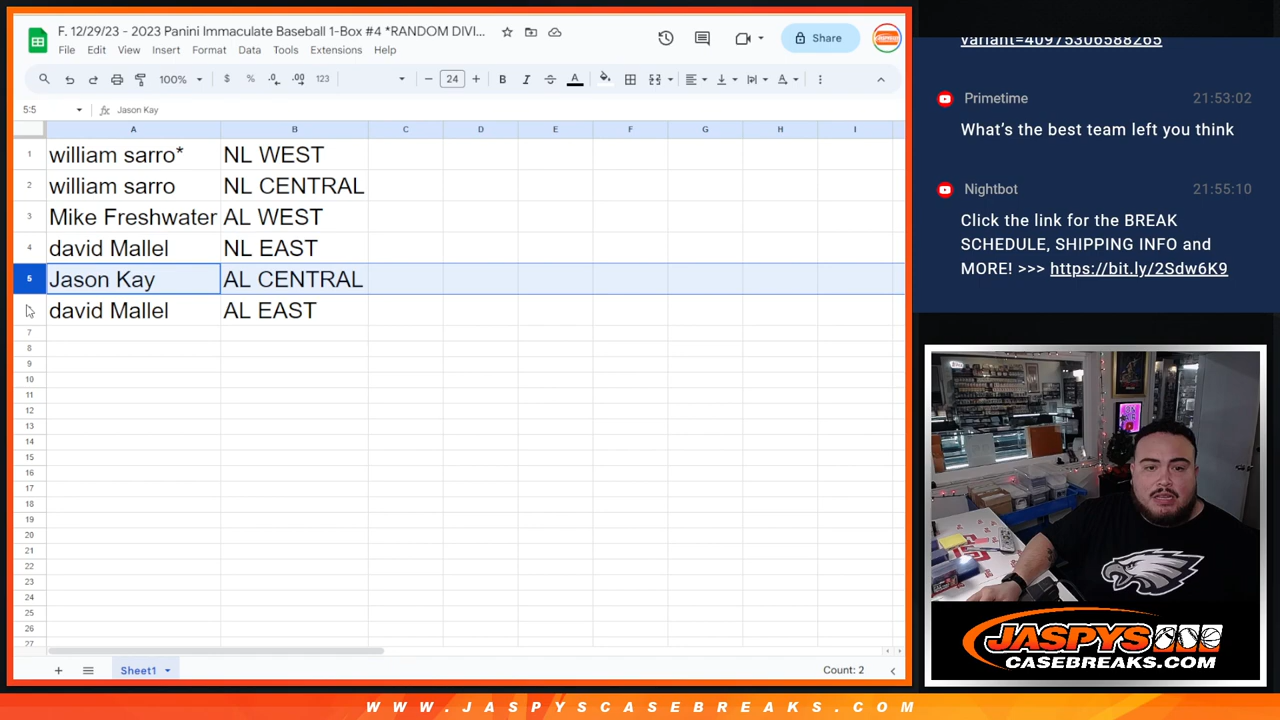 F. 12/29/23 - 2023 Panini Immaculate Baseball 1-Box #4 *RANDOM DIVI...
File Edit View Insert Format Data Tools Extensions Help
Share
100% $ % .0 .00 123 24 B I A
5:5 fx Jason Kay
A B C D E F G H I
1 william sarro* NL WEST
2 william sarro NL CENTRAL
3 Mike Freshwater AL WEST
4 david Mallel NL EAST
5 Jason Kay AL CENTRAL
david Mallel AL EAST
7
8
9
10
11
12
13
14
15
16
17
18
19
20
21
22
23
24
25
26
27
Sheet1 Count: 2
variant=40975306588265
Primetime 21:53:02
What's the best team left you think
Nightbot 21:55:10
Click the link for the BREAK
SCHEDULE, SHIPPING INFO and
MORE! >>> https://bit.ly/2Sdw6K9
JASPYS
CASEBREAKS.COM
WWW.JASPYSCASEBREAKS.COM